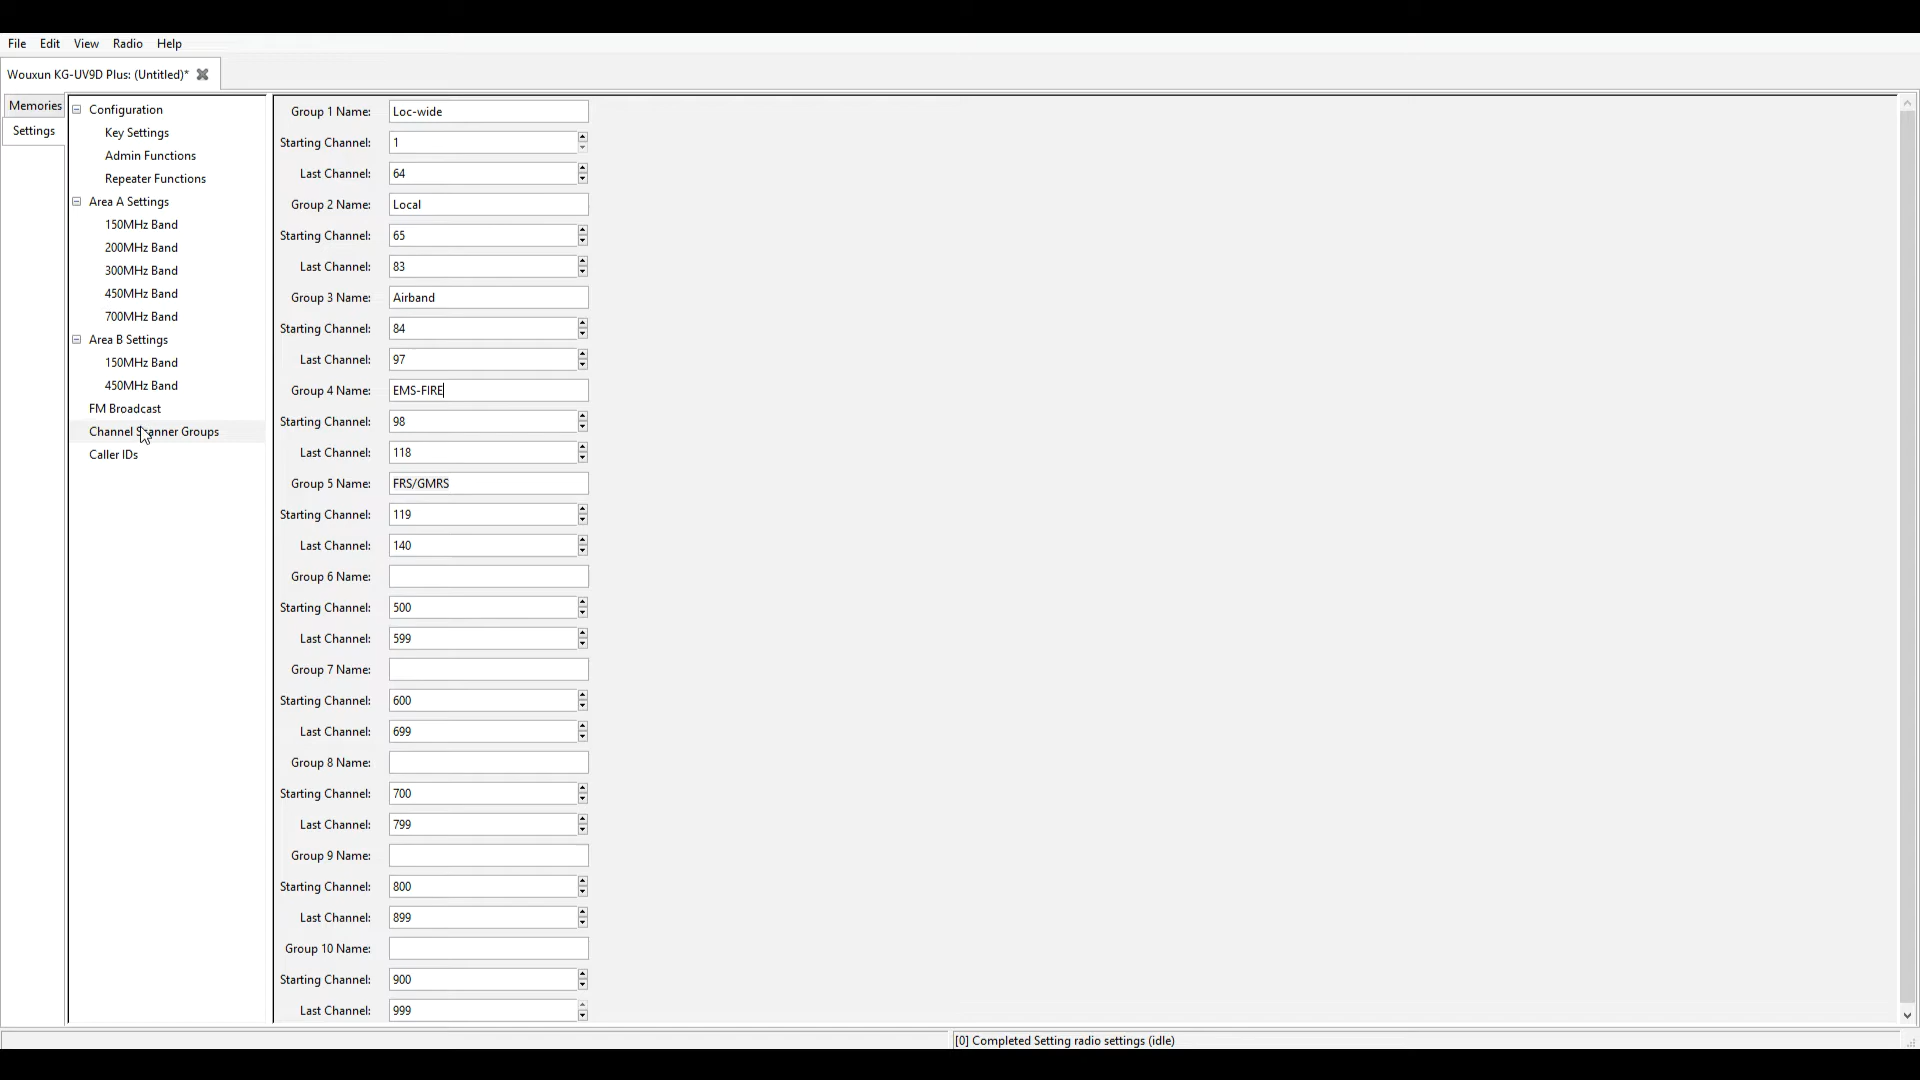 File Edit View Radio Help
Wouxun KG-UV9D Plus: (Untitled)*
Memories
Settings
Configuration
Key Settings
Admin Functions
Repeater Functions
Area A Settings
150MHz Band
200MHz Band
300MHz Band
450MHz Band
700MHz Band
Area B Settings
150MHz Band
450MHz Band
FM Broadcast
Channel Scanner Groups
Caller IDs
Group 1 Name: Loc-wide
Starting Channel: 1
Last Channel: 64
Group 2 Name: Local
Starting Channel: 65
Last Channel: 83
Group 3 Name: Airband
Starting Channel: 84
Last Channel: 97
Group 4 Name: EMS-FIRE
Starting Channel: 98
Last Channel: 118
Group 5 Name: FRS/GMRS
Starting Channel: 119
Last Channel: 140
Group 6 Name:
Starting Channel: 500
Last Channel: 599
Group 7 Name:
Starting Channel: 600
Last Channel: 699
Group 8 Name:
Starting Channel: 700
Last Channel: 799
Group 9 Name:
Starting Channel: 800
Last Channel: 899
Group 10 Name:
Starting Channel: 900
Last Channel: 999
[0] Completed Setting radio settings (idle)